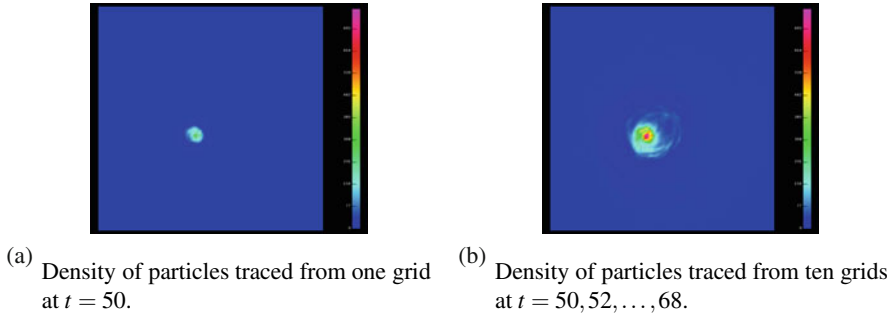 (a) Density of particles traced from one grid
at t = 50.
(b) Density of particles traced from ten grids
at t = 50, 52, . . . , 68.